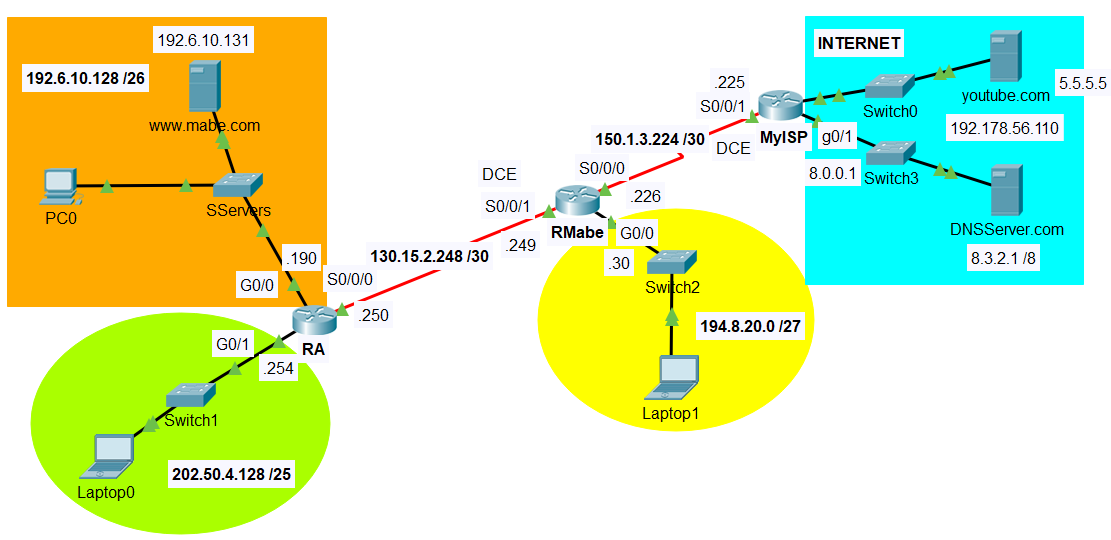 192.6.10.131
192.6.10.128 /26
www.mabe.com
PC0
SServers
.190
G0/0
S0/0/0
.250
RA
G0/1
.254
Switch1
Laptop0
202.50.4.128 /25
130.15.2.248 /30
DCE
S0/0/1
.249
RMabe
S0/0/0
.226
G0/0
.30
Switch2
194.8.20.0 /27
Laptop1
150.1.3.224 /30
DCE
.225
S0/0/1
MyISP
INTERNET
Switch0
youtube.com
5.5.5.5
192.178.56.110
g0/1
8.0.0.1
Switch3
DNSServer.com
8.3.2.1 /8